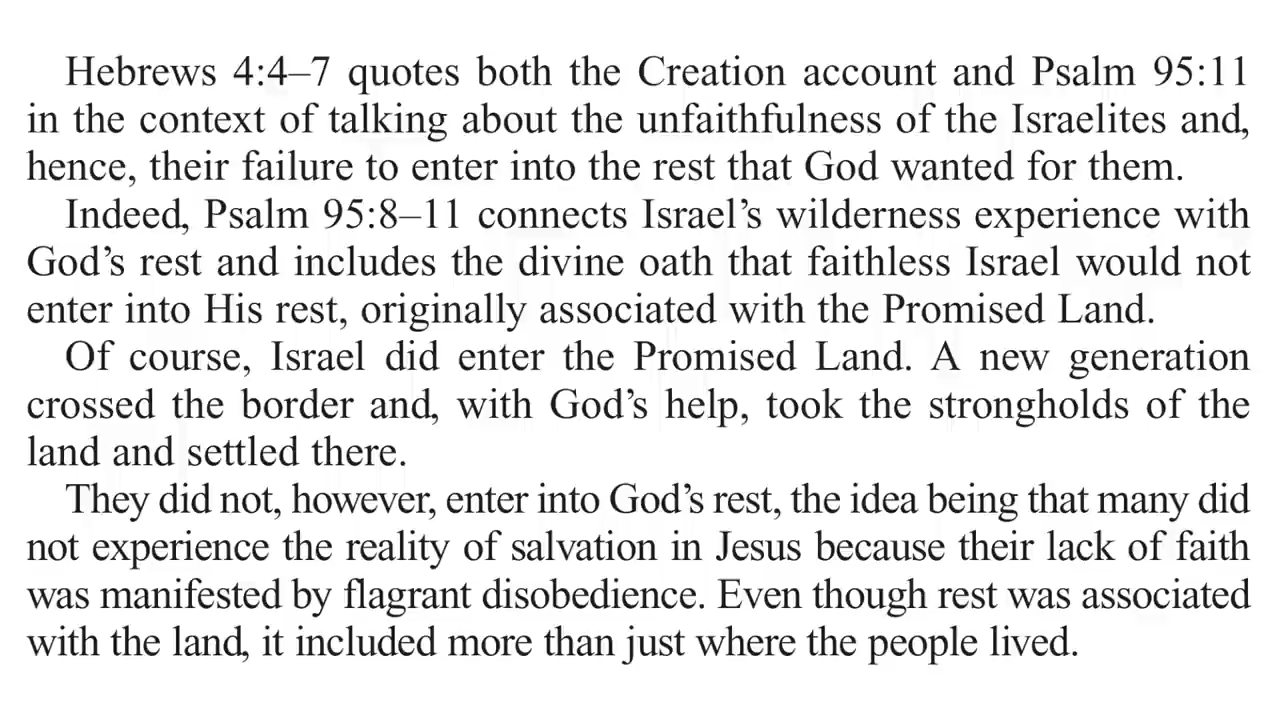 Hebrews 4:4–7 quotes both the Creation account and Psalm 95:11
in the context of talking about the unfaithfulness of the Israelites and,
hence, their failure to enter into the rest that God wanted for them.
Indeed, Psalm 95:8–11 connects Israel’s wilderness experience with
God’s rest and includes the divine oath that faithless Israel would not
enter into His rest, originally associated with the Promised Land.
Of course, Israel did enter the Promised Land. A new generation
crossed the border and, with God’s help, took the strongholds of the
land and settled there.
They did not, however, enter into God’s rest, the idea being that many did
not experience the reality of salvation in Jesus because their lack of faith
was manifested by flagrant disobedience. Even though rest was associated
with the land, it included more than just where the people lived.